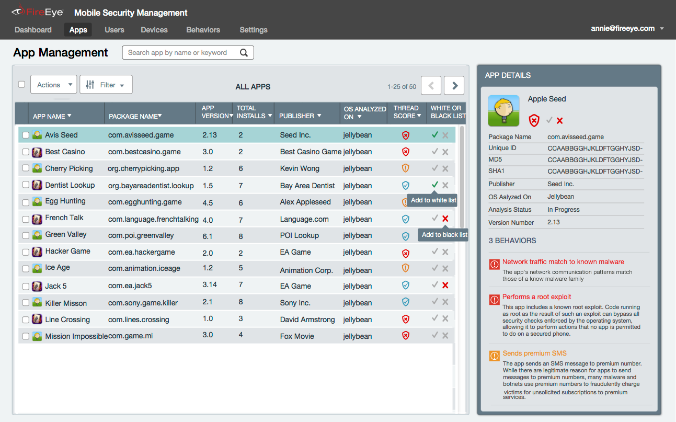 FireEye Mobile Security Management
Dashboard Apps Users Devices Behaviors Settings annie@fireeye.com
App Management Search app by name or keyword
Actions Filter ALL APPS 1-25 of 50
APP NAME PACKAGE NAME APP VERSION TOTAL INSTALLS PUBLISHER OS ANALYZED ON THREAD SCORE WHITE OR BLACK LIST
Avis Seed com.avisseed.game 2.13 2 Seed Inc. jellybean
Best Casino com.bestcasino.game 3.0 2 Best Casino Game jellybean
Cherry Picking org.cherrypicking.app 1.2 6 Kevin Wong jellybean
Dentist Lookup org.bayareadentist.lookup 1.5 7 Bay Area Dentist jellybean
Add to white list
Egg Hunting com.egghunting.game 4.5 6 Alex Appleseed jellybean
French Talk com.language.frenchtalking 4.0 7 Language.com jellybean
Add to black list
Green Valley com.poi.greenvalley 6.1 8 POI Lookup jellybean
Hacker Game com.ea.hackergame 2.0 2 EA Game jellybean
Ice Age com.animation.iceage 1.2 5 Animation Corp. jellybean
Jack 5 com.ea.jack5 3.14 7 EA Game jellybean
Killer Misson com.sony.game.killer 2.1 8 Sony Inc. jellybean
Line Crossing com.lines.crossing 1.0 3 David Armstrong jellybean
Mission Impossible com.game.mi 3.0 4 Fox Movie jellybean
APP DETAILS
Apple Seed
Package Name com.avisseed.game
Unique ID CCAABBGGHJKLDFTGGHYJSD-
MD5 CCAABBGGHJKLDFTGGHYJSD-
SHA1 CCAABBGGHJKLDFTGGHYJSD-
Publisher Seed Inc.
OS Aalyzed On Jellybean
Analysis Status In Progress
Version Number 2.13
3 BEHAVIORS
Network traffic match to known malware
The app's network communication patterns match
those of a know malware family
Performs a root exploit
This app includes a known root exploit. Code running
as root as the result of such an exploit can bypass all
security checks enforced by the operating system,
allowing it to perform actions that no app is permitted
to do on a secured phone.
Sends premium SMS
The app sends an SMS message to premium number.
While there are legitimate reason for apps to send
messages to premium numbers, many malware and
botnets use premium numbers to fraudulently charge
victims for unsolicited subscriptions to premium
services.